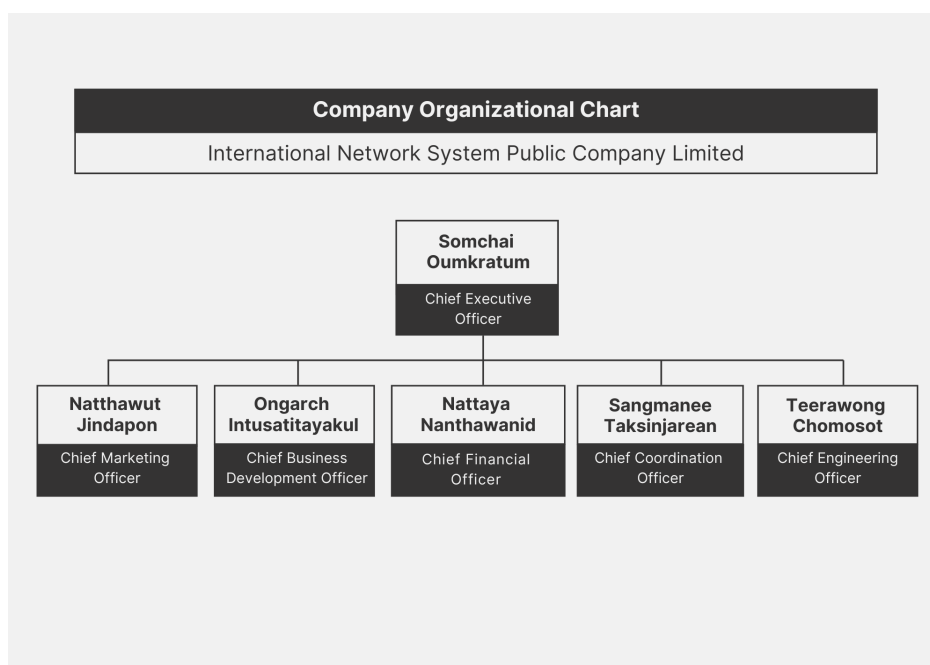 Company Organizational Chart
International Network System Public Company Limited
Somchai
Oumkratum
Chief Executive
Officer
Natthawut
Jindapon
Chief Marketing
Officer
Ongarch
Intusatitayakul
Chief Business
Development Officer
Nattaya
Nanthawanid
Chief Financial
Officer
Sangmanee
Taksinjarean
Chief Coordination
Officer
Teerawong
Chomosot
Chief Engineering
Officer